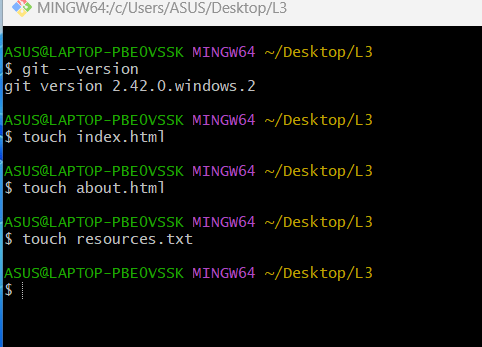 MINGW64:/c/Users/ASUS/Desktop/L3
ASUS@LAPTOP-PBE0VSSK MINGW64 ~/Desktop/L3
$ git --version
git version 2.42.0.windows.2
ASUS@LAPTOP-PBE0VSSK MINGW64 ~/Desktop/L3
$ touch index.html
ASUS@LAPTOP-PBE0VSSK MINGW64 ~/Desktop/L3
$ touch about.html
ASUS@LAPTOP-PBE0VSSK MINGW64 ~/Desktop/L3
$ touch resources.txt
ASUS@LAPTOP-PBE0VSSK MINGW64 ~/Desktop/L3
$